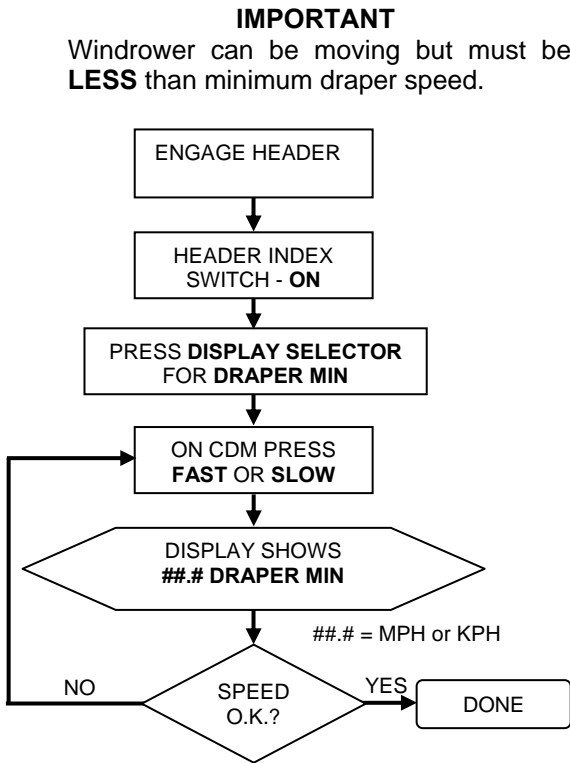 IMPORTANT
Windrower can be moving but must be
LESS than minimum draper speed.
ENGAGE HEADER
HEADER INDEX
SWITCH - ON
PRESS DISPLAY SELECTOR
FOR DRAPER MIN
ON CDM PRESS
FAST OR SLOW
DISPLAY SHOWS
##.# DRAPER MIN
##.# = MPH or KPH
NO
SPEED
O.K.?
YES
DONE